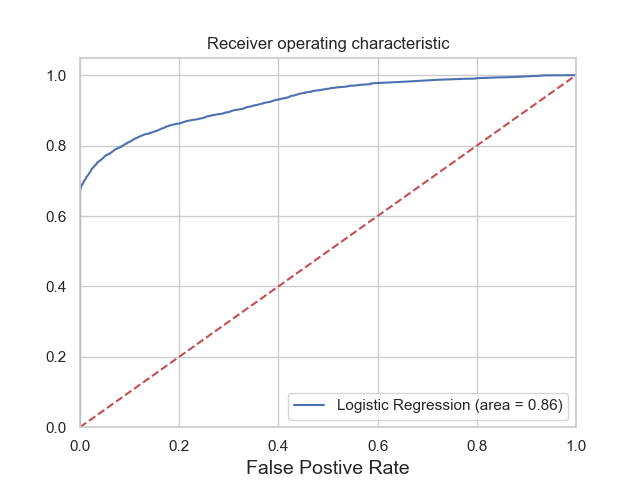 Receiver operating characteristic
1.0
0.8
0.6
0.4
0.2
0.0
Logistic Regression (area = 0.86)
0.0 0.2 0.4 0.6 0.8 1.0
False Postive Rate